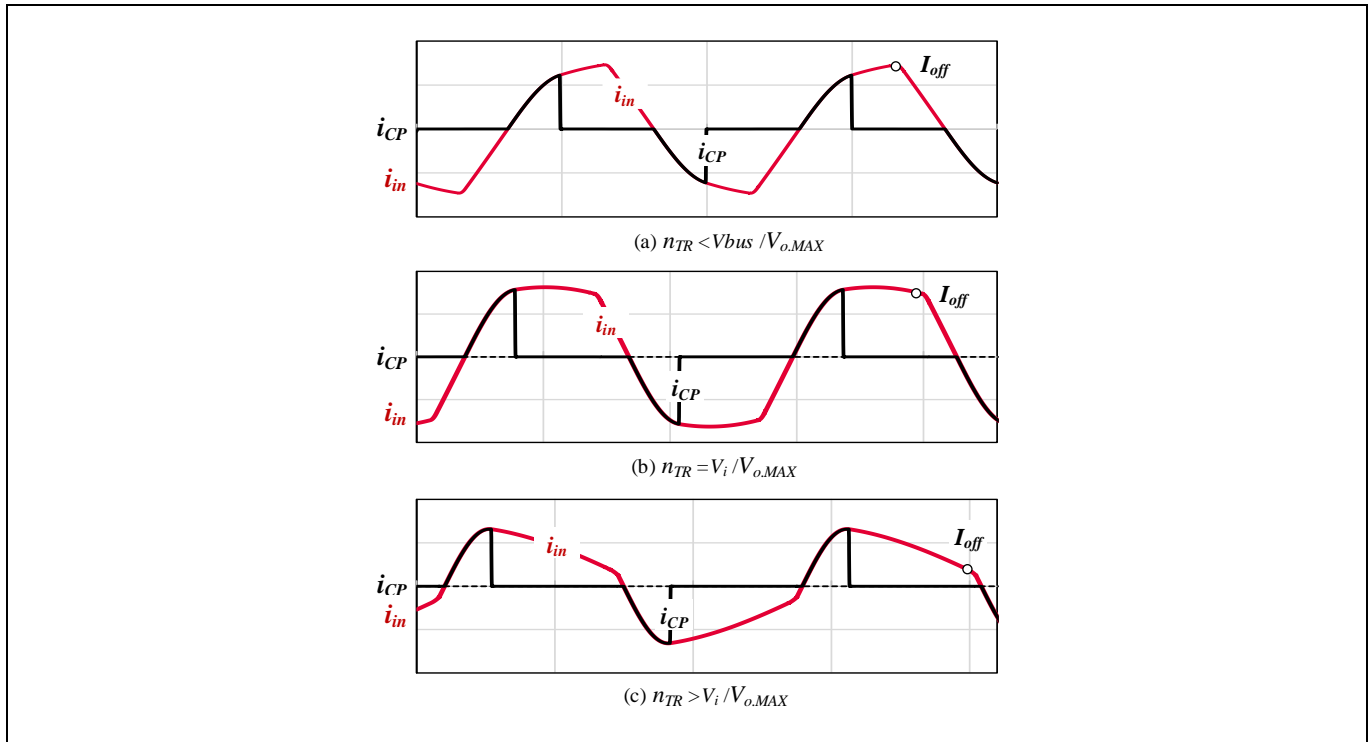 I_off
i_in
i_CP
i_CP
i_in
(a) n_TR < Vbus /V_o.MAX
I_off
i_in
i_CP
i_CP
i_in
(b) n_TR = V_i /V_o.MAX
I_off
i_in
i_CP
i_CP
i_in
(c) n_TR > V_i /V_o.MAX